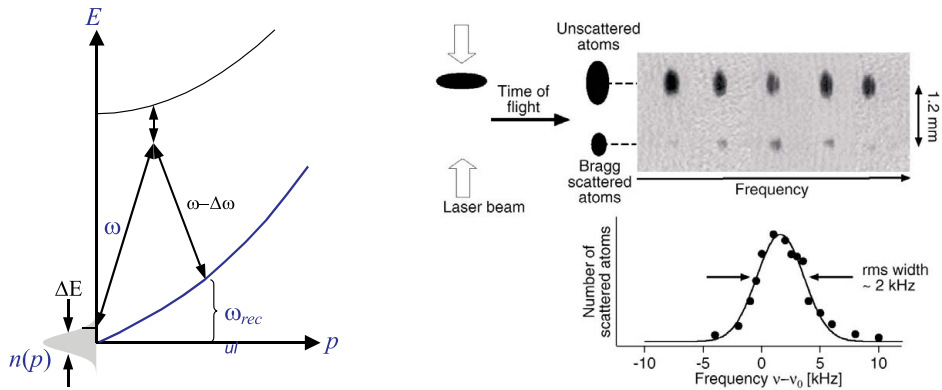 E
ω
ω–Δω
ΔE
ω_rec
n(p)
p
Unscattered
atoms
Time of
flight
1.2 mm
Bragg
scattered
atoms
Laser beam
Frequency
Number of
scattered atoms
rms width
~ 2 kHz
-10 -5 0 5 10
Frequency ν–ν₀ [kHz]